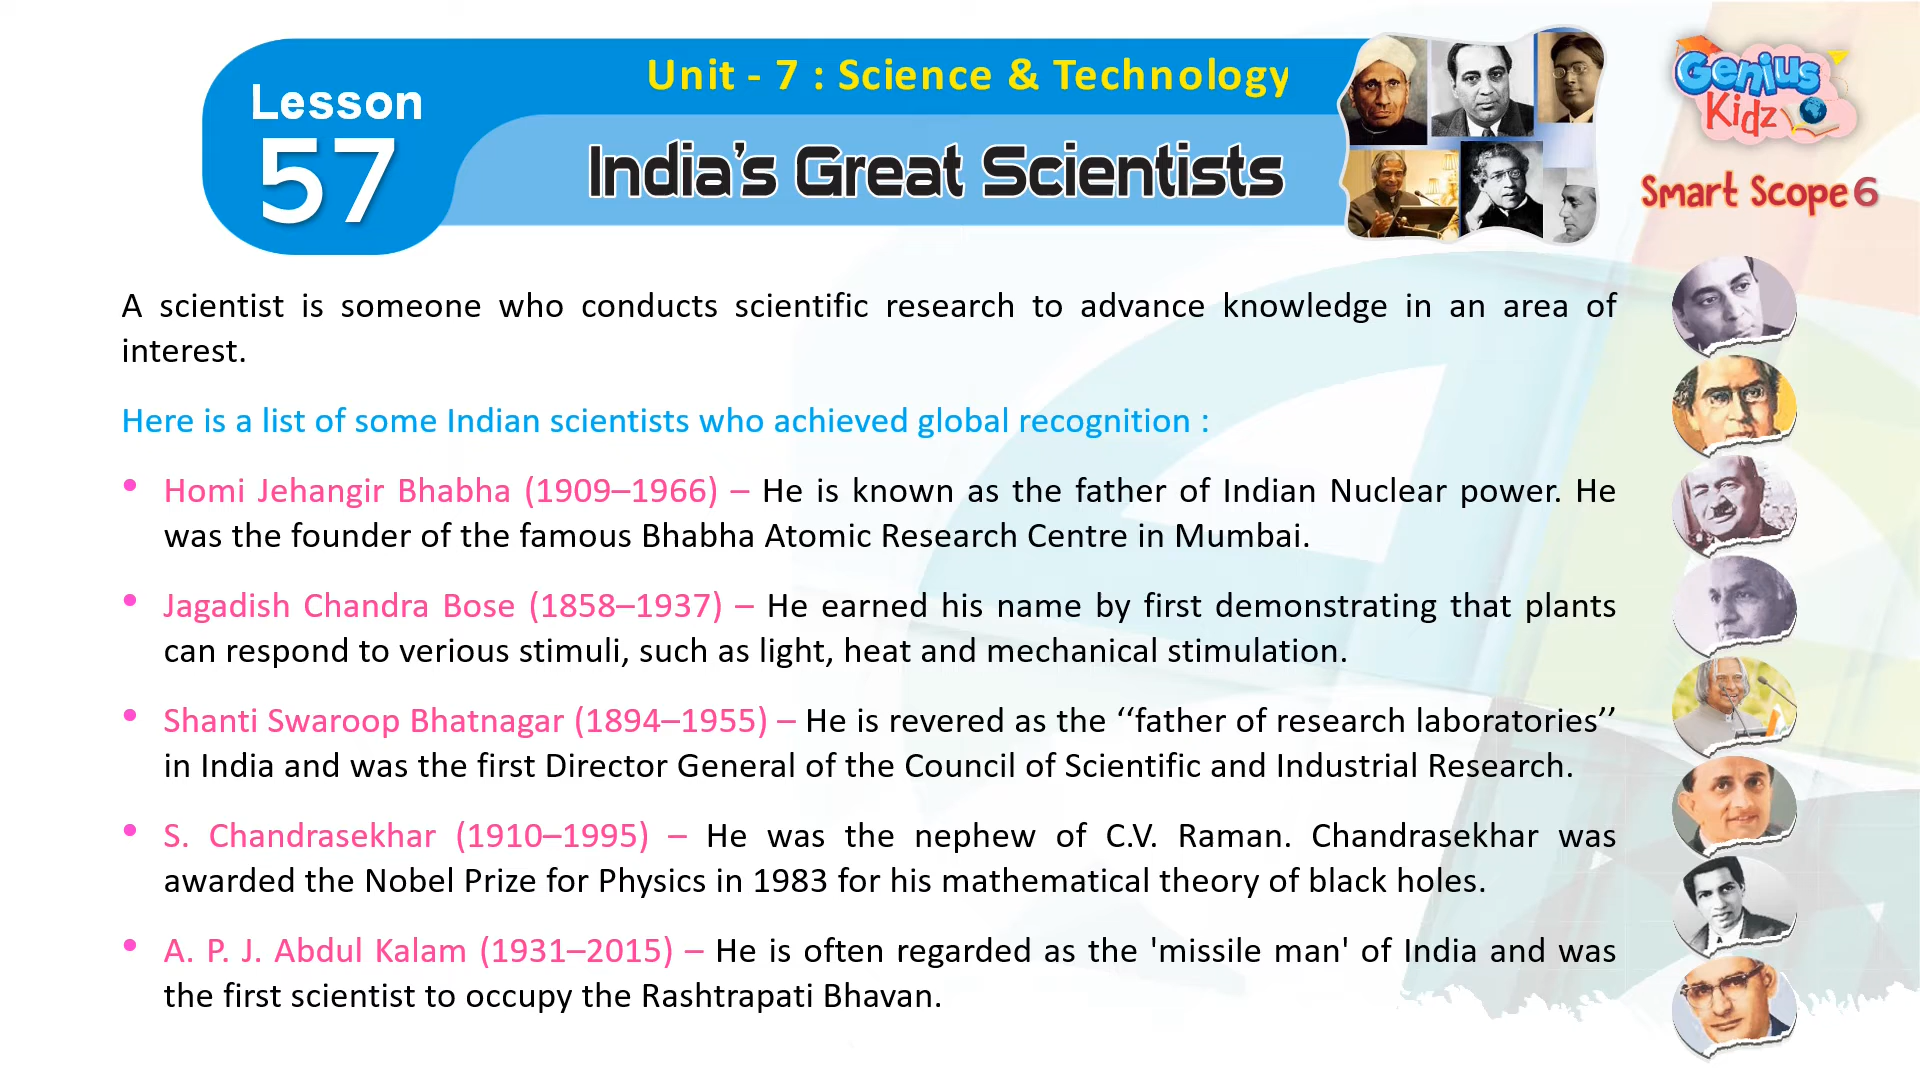 Unit - 7 : Science & Technology
Lesson
57
India's Great Scientists
Genius
Kidz
Smart Scope 6
A scientist is someone who conducts scientific research to advance knowledge in an area of
interest.
Here is a list of some Indian scientists who achieved global recognition :
• Homi Jehangir Bhabha (1909–1966) – He is known as the father of Indian Nuclear power. He
was the founder of the famous Bhabha Atomic Research Centre in Mumbai.
• Jagadish Chandra Bose (1858–1937) – He earned his name by first demonstrating that plants
can respond to verious stimuli, such as light, heat and mechanical stimulation.
• Shanti Swaroop Bhatnagar (1894–1955) – He is revered as the ‘‘father of research laboratories’’
in India and was the first Director General of the Council of Scientific and Industrial Research.
• S. Chandrasekhar (1910–1995) – He was the nephew of C.V. Raman. Chandrasekhar was
awarded the Nobel Prize for Physics in 1983 for his mathematical theory of black holes.
• A. P. J. Abdul Kalam (1931–2015) – He is often regarded as the 'missile man' of India and was
the first scientist to occupy the Rashtrapati Bhavan.